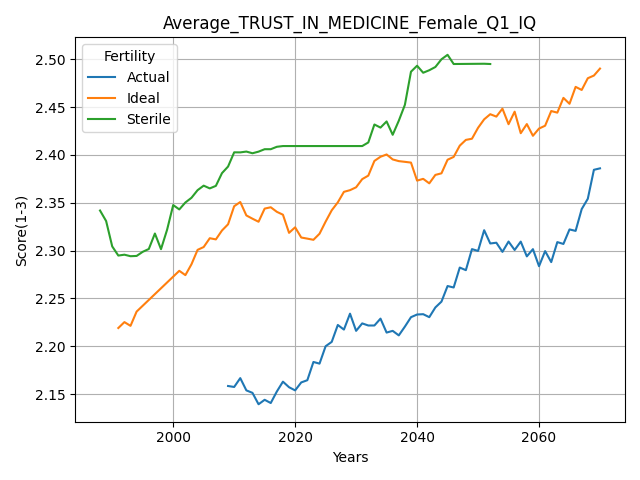 Average_TRUST_IN_MEDICINE_Female_Q1_IQ
Fertility
Actual
Ideal
Sterile
Score(1-3)
2.50
2.45
2.40
2.35
2.30
2.25
2.20
2.15
2000
2020
2040
2060
Years